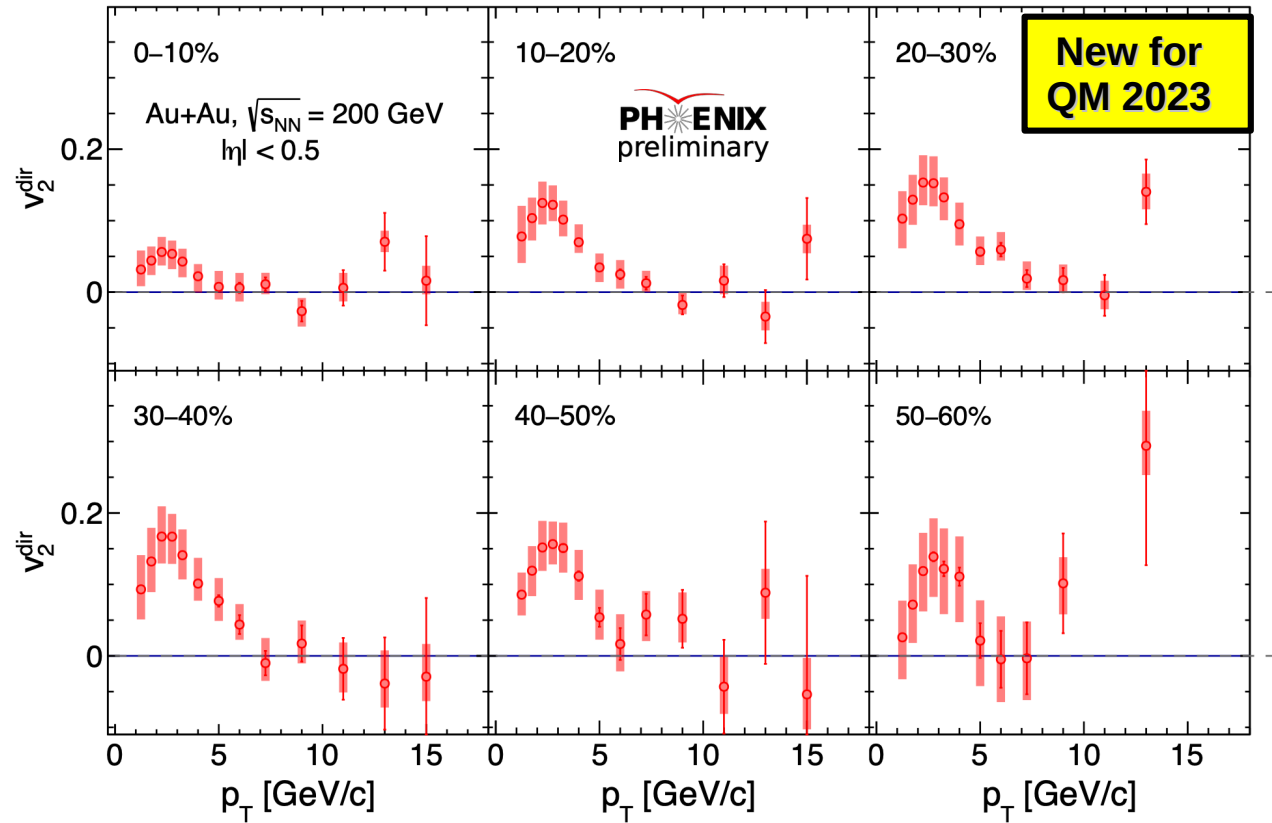 0–10%
Au+Au, √s_NN = 200 GeV
|η| < 0.5
10–20%
PHENIX
preliminary
20–30%
New for
QM 2023
0.2
0
v_2^dir
30–40%
40–50%
50–60%
0.2
0
v_2^dir
0 5 10 15 0 5 10 15 0 5 10 15
p_T [GeV/c] p_T [GeV/c] p_T [GeV/c]